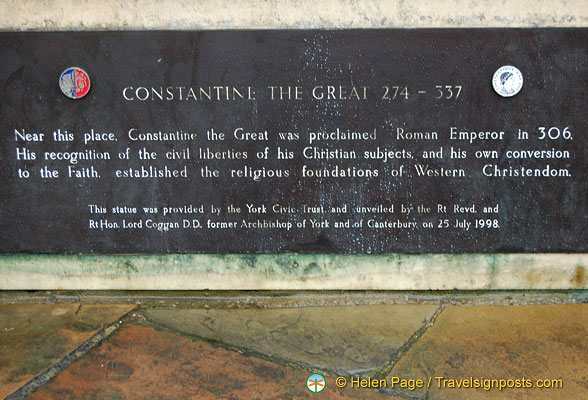 CONSTANTINE THE GREAT 274 - 337
Near this place, Constantine the Great was proclaimed Roman Emperor in 306.
His recognition of the civil liberties of his Christian subjects, and his own conversion
to the Faith, established the religious foundations of Western Christendom.
This statue was provided by the York Civic Trust, and unveiled by the Rt Revd. and
Rt Hon. Lord Coggan D.D., former Archbishop of York and of Canterbury, on 25 July 1998.
© Helen Page / Travelsignposts.com